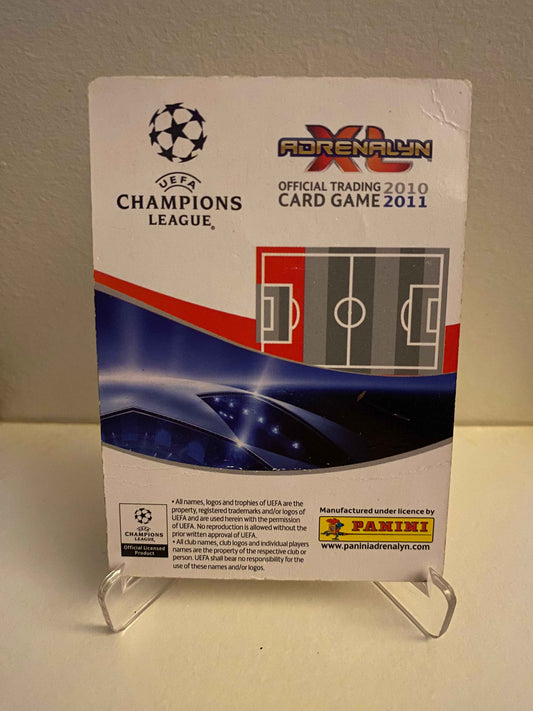 UEFA
CHAMPIONS
LEAGUE®
ADRENALYN
XL
OFFICIAL TRADING 2010
CARD GAME 2011
• All names, logos and trophies of UEFA are the
property, registered trademarks and/or logos of
UEFA and are used herein with the permission
of UEFA. No reproduction is allowed without the
prior written approval of UEFA.
• All club names, club logos and individual players
names are the property of the respective club or
person. UEFA shall bear no responsibility for the
use of these names and/or logos.
UEFA
CHAMPIONS
LEAGUE
Official Licensed
Product
Manufactured under licence by
PANINI
www.paniniadrenalyn.com